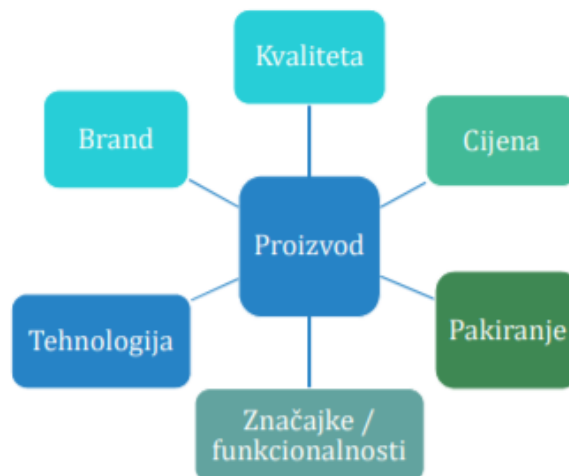 Kvaliteta
Brand
Cijena
Proizvod
Tehnologija
Pakiranje
Značajke /
funkcionalnosti